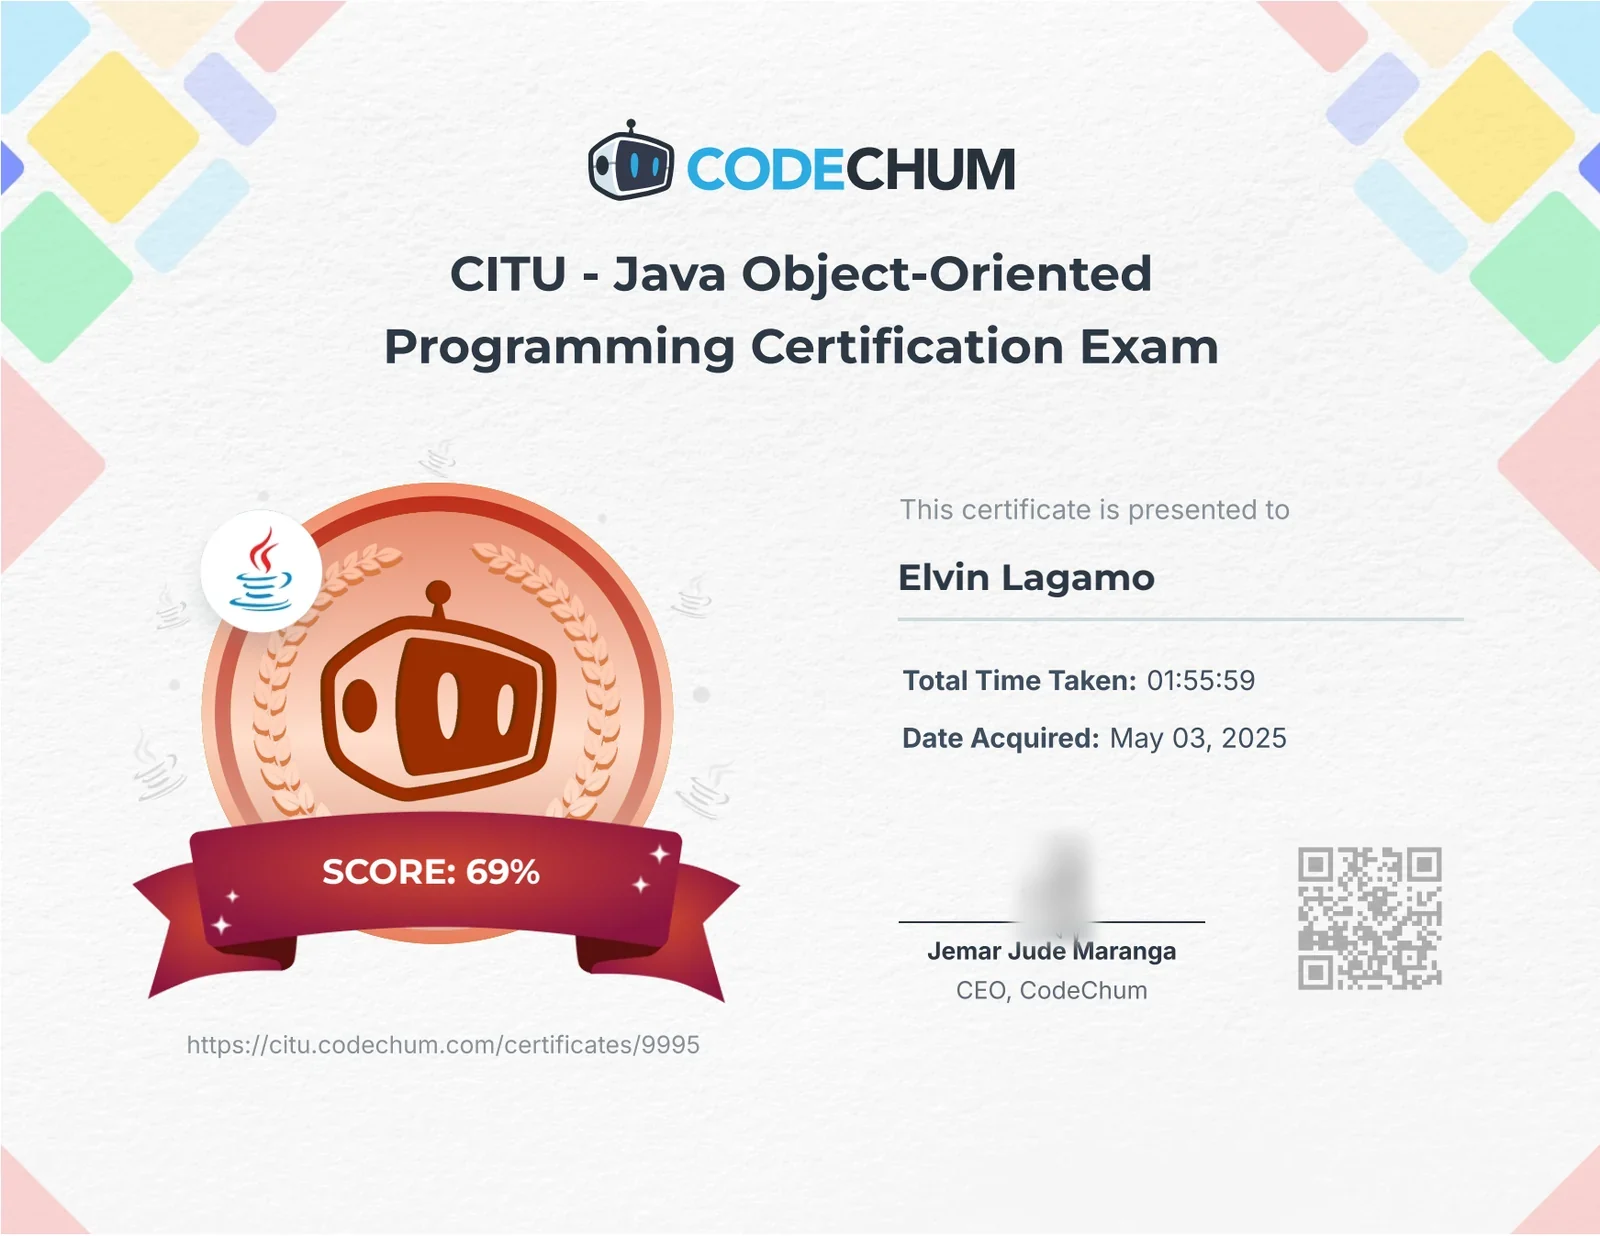 CODECHUM
CITU - Java Object-Oriented
Programming Certification Exam
This certificate is presented to
Elvin Lagamo
Total Time Taken: 01:55:59
Date Acquired: May 03, 2025
SCORE: 69%
Jemar Jude Maranga
CEO, CodeChum
https://citu.codechum.com/certificates/9995